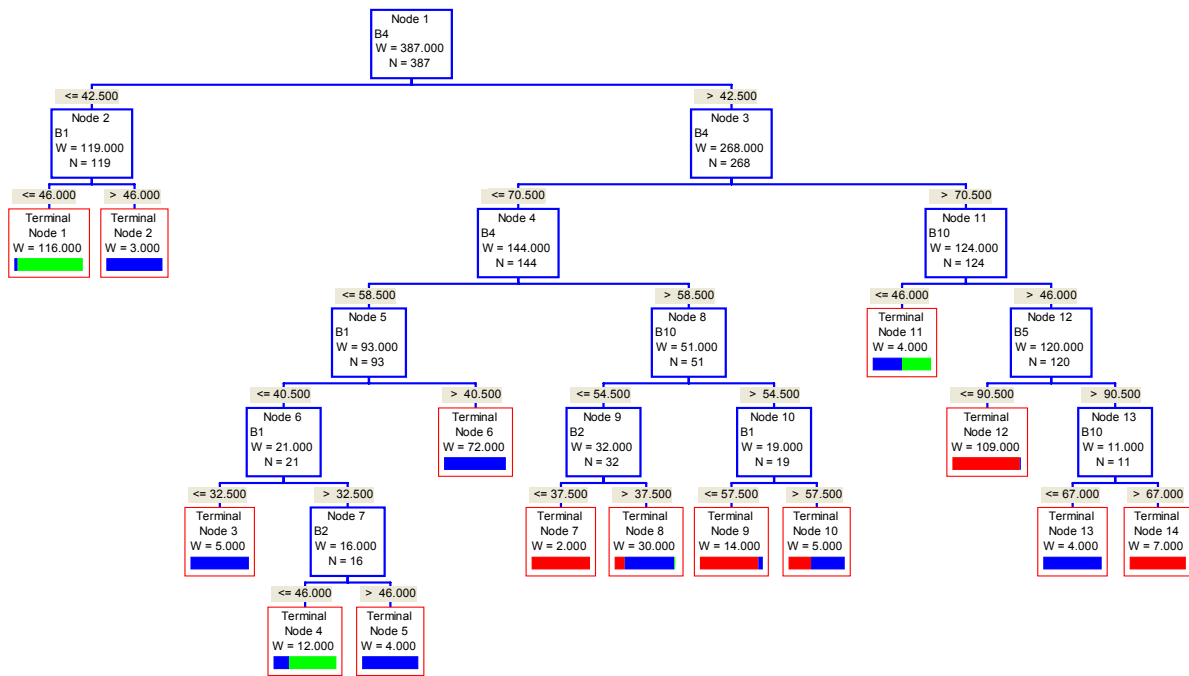 Node 1
B4
W = 387.000
N = 387
<= 42.500
> 42.500
Node 2
B1
W = 119.000
N = 119
Node 3
B4
W = 268.000
N = 268
<= 46.000
> 46.000
<= 70.500
> 70.500
Terminal
Node 1
W = 116.000
Terminal
Node 2
W = 3.000
Node 4
B4
W = 144.000
N = 144
Node 11
B10
W = 124.000
N = 124
<= 58.500
> 58.500
<= 46.000
> 46.000
Node 5
B1
W = 93.000
N = 93
Node 8
B10
W = 51.000
N = 51
Terminal
Node 11
W = 4.000
Node 12
B5
W = 120.000
N = 120
<= 40.500
> 40.500
<= 54.500
> 54.500
<= 90.500
> 90.500
Node 6
B1
W = 21.000
N = 21
Terminal
Node 6
W = 72.000
Node 9
B2
W = 32.000
N = 32
Node 10
B1
W = 19.000
N = 19
Terminal
Node 12
W = 109.000
Node 13
B10
W = 11.000
N = 11
<= 32.500
> 32.500
<= 37.500
> 37.500
<= 57.500
> 57.500
<= 67.000
> 67.000
Terminal
Node 3
W = 5.000
Node 7
B2
W = 16.000
N = 16
Terminal
Node 7
W = 2.000
Terminal
Node 8
W = 30.000
Terminal
Node 9
W = 14.000
Terminal
Node 10
W = 5.000
Terminal
Node 13
W = 4.000
Terminal
Node 14
W = 7.000
<= 46.000
> 46.000
Terminal
Node 4
W = 12.000
Terminal
Node 5
W = 4.000